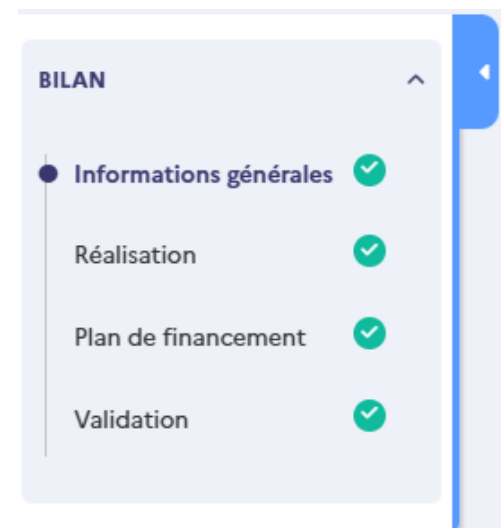 BILAN
Informations générales
Réalisation
Plan de financement
Validation